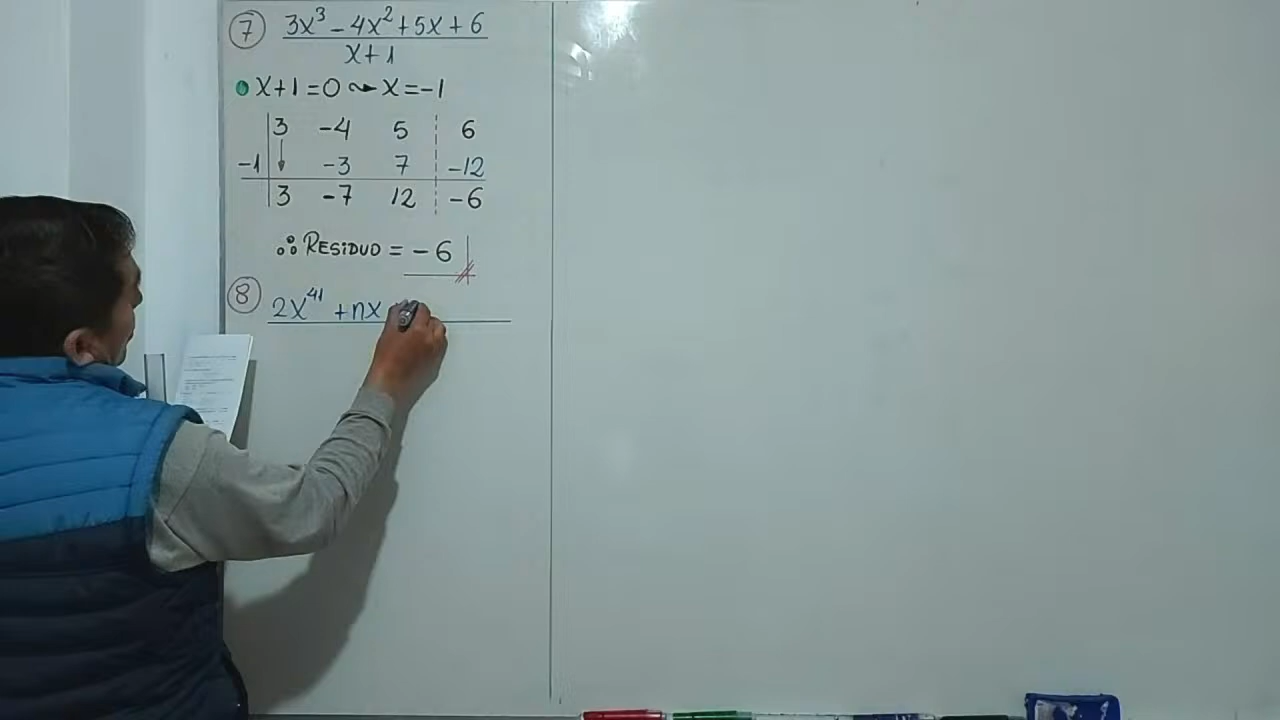 ⑦ 3x³ - 4x² + 5x + 6
x + 1
x + 1 = 0 ⤳ x = -1
3 -4 5 6
-1 -3 7 -12
3 -7 12 -6
∴ RESiDUO = -6
⑧ 2x⁴¹ + nx